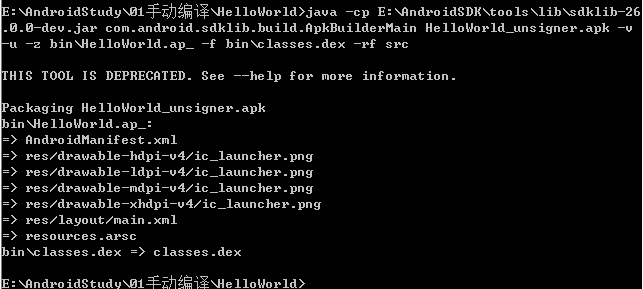 E:\AndroidStudy\01手动编译\HelloWorld>java -cp E:\AndroidSDK\tools\lib\sdklib-26
.0.0-dev.jar com.android.sdklib.build.ApkBuilderMain HelloWorld_unsigner.apk -v
-u -z bin\HelloWorld.ap_ -f bin\classes.dex -rf src
THIS TOOL IS DEPRECATED. See --help for more information.
Packaging HelloWorld_unsigner.apk
bin\HelloWorld.ap_:
=> AndroidManifest.xml
=> res/drawable-hdpi-v4/ic_launcher.png
=> res/drawable-ldpi-v4/ic_launcher.png
=> res/drawable-mdpi-v4/ic_launcher.png
=> res/drawable-xhdpi-v4/ic_launcher.png
=> res/layout/main.xml
=> resources.arsc
bin\classes.dex => classes.dex
E:\AndroidStudy\01手动编译\HelloWorld>